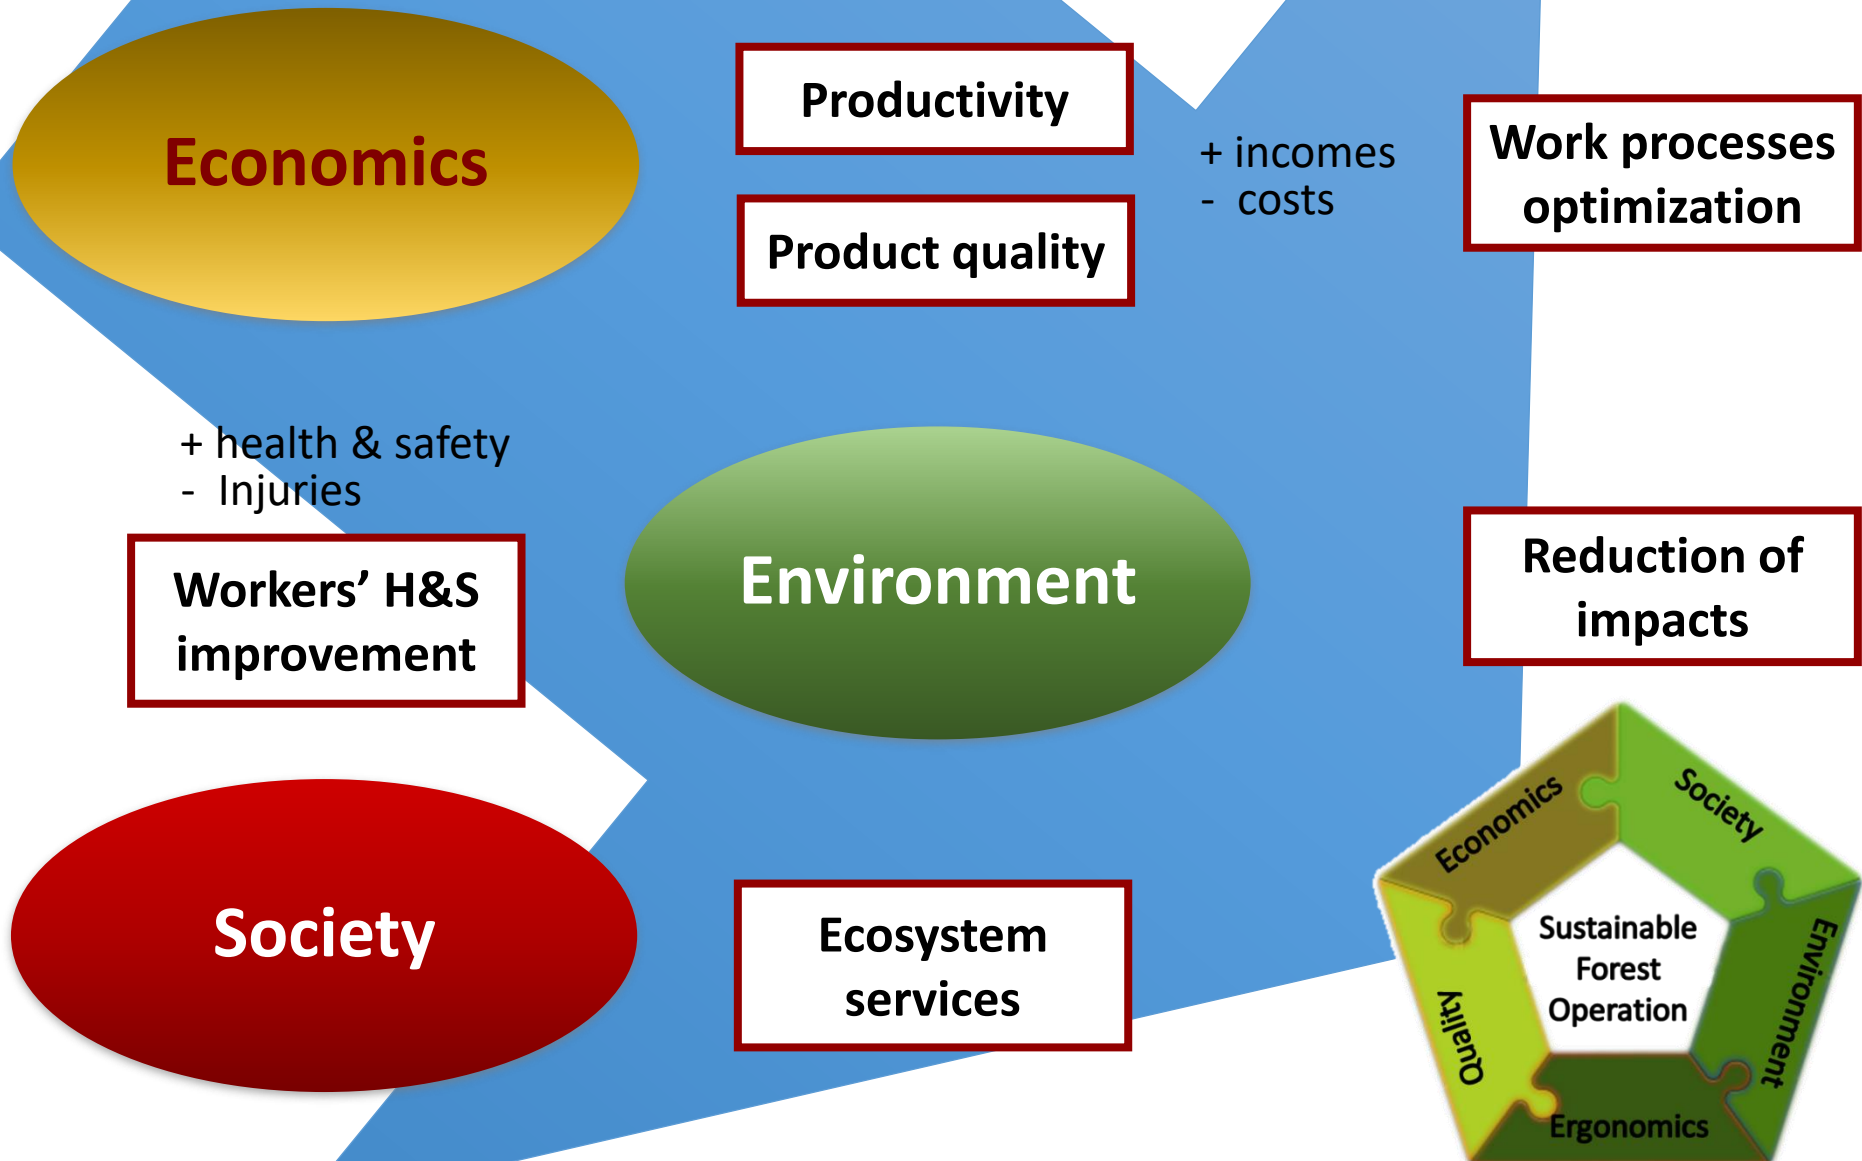 Economics
Productivity
Product quality
+ incomes
- costs
Work processes
optimization
+ health & safety
- Injuries
Workers’ H&S
improvement
Environment
Reduction of
impacts
Society
Ecosystem
services
Economics
Society
Environment
Ergonomics
Quality
Sustainable
Forest
Operation